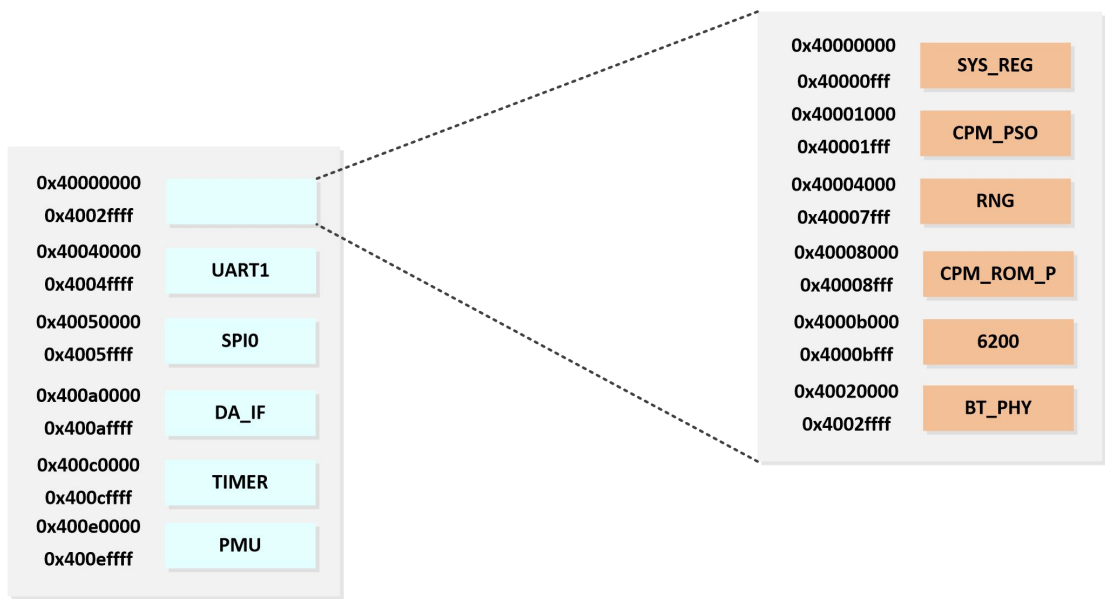 0x40000000
0x4002ffff
0x40040000
0x4004ffff
UART1
0x40050000
0x4005ffff
SPI0
0x400a0000
0x400affff
DA_IF
0x400c0000
0x400cffff
TIMER
0x400e0000
0x400effff
PMU
0x40000000
0x40000fff
SYS_REG
0x40001000
0x40001fff
CPM_PSO
0x40004000
0x40007fff
RNG
0x40008000
0x40008fff
CPM_ROM_P
0x4000b000
0x4000bfff
6200
0x40020000
0x4002ffff
BT_PHY